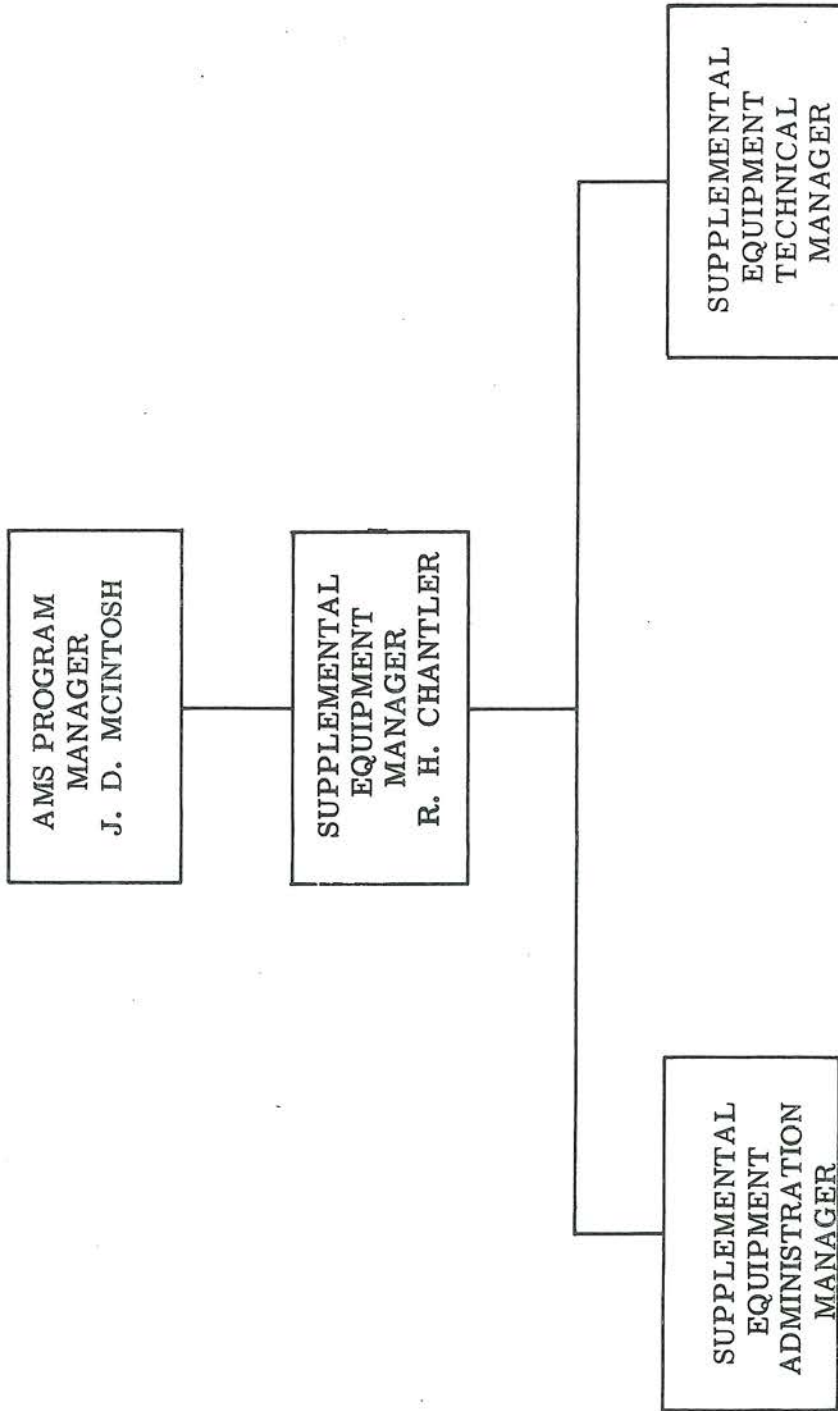 AMS PROGRAM
MANAGER
J. D. MCINTOSH
SUPPLEMENTAL
EQUIPMENT
MANAGER
R. H. CHANTLER
SUPPLEMENTAL
EQUIPMENT
ADMINISTRATION
MANAGER
SUPPLEMENTAL
EQUIPMENT
TECHNICAL
MANAGER